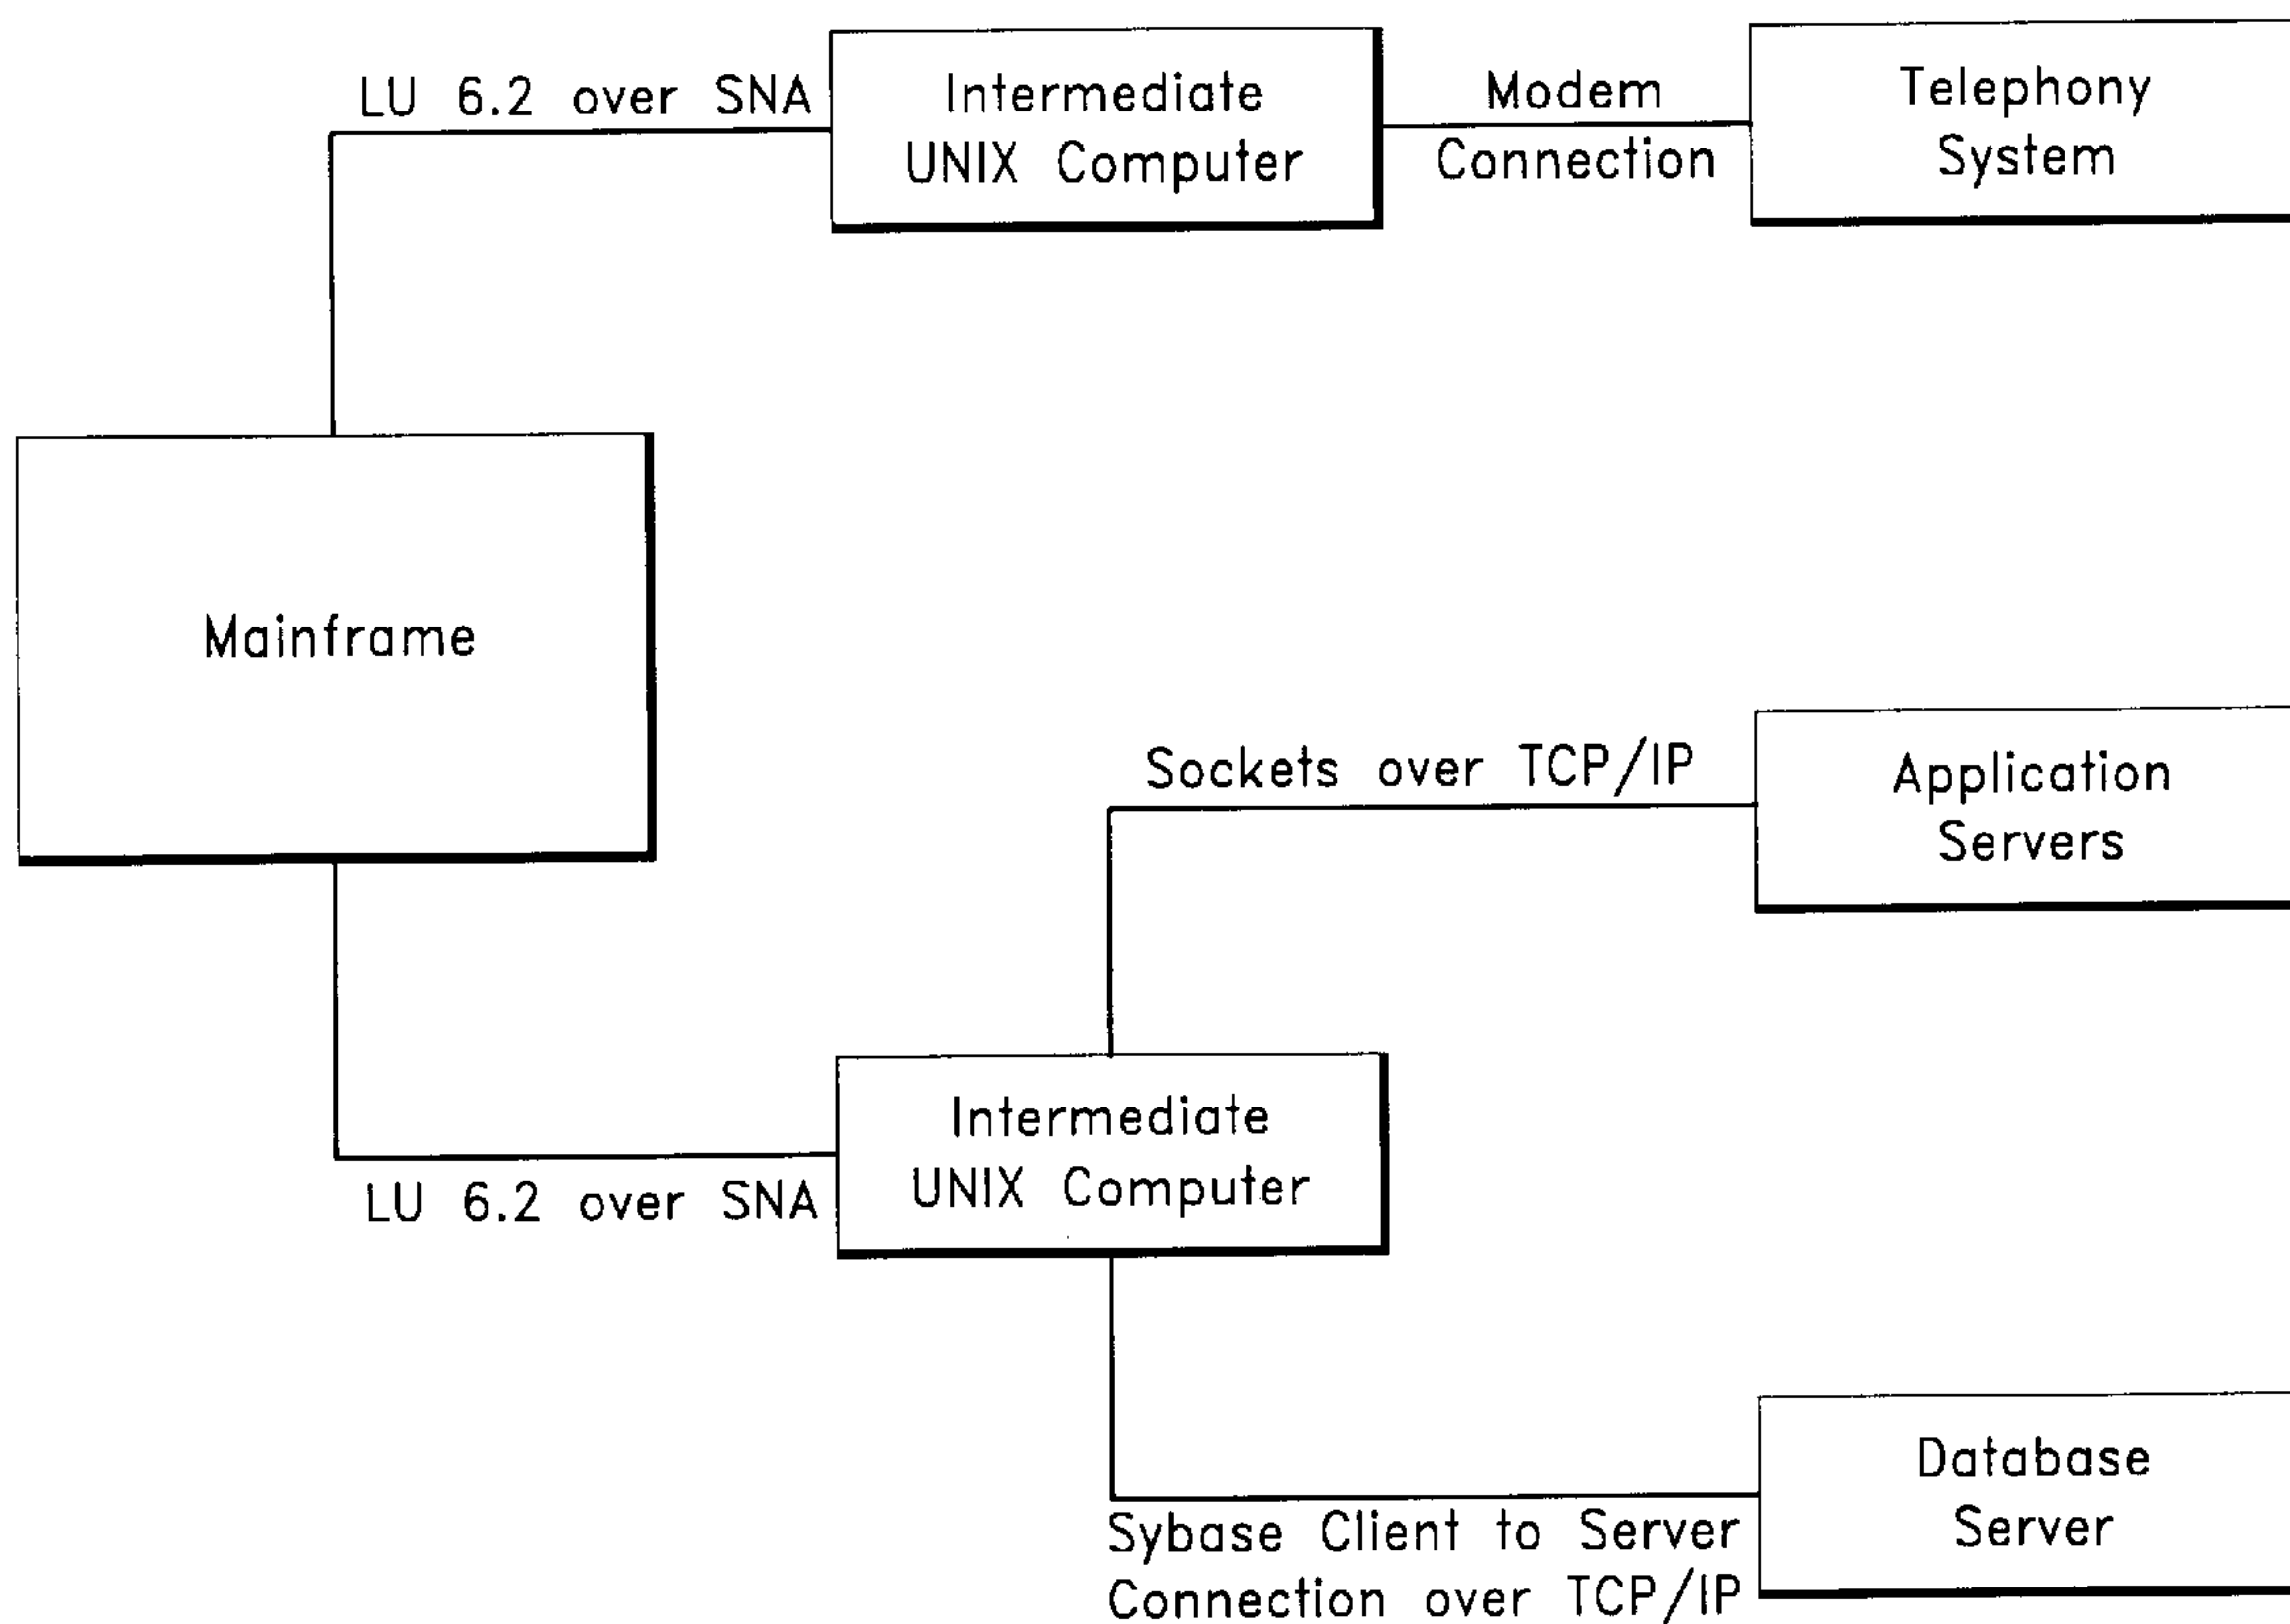 LU 6.2 over SNA
Intermediate
UNIX Computer
Modem
Connection
Telephony
System
Mainframe
Sockets over TCP/IP
Application
Servers
Intermediate
UNIX Computer
LU 6.2 over SNA
Database
Server
Sybase Client to Server
Connection over TCP/IP